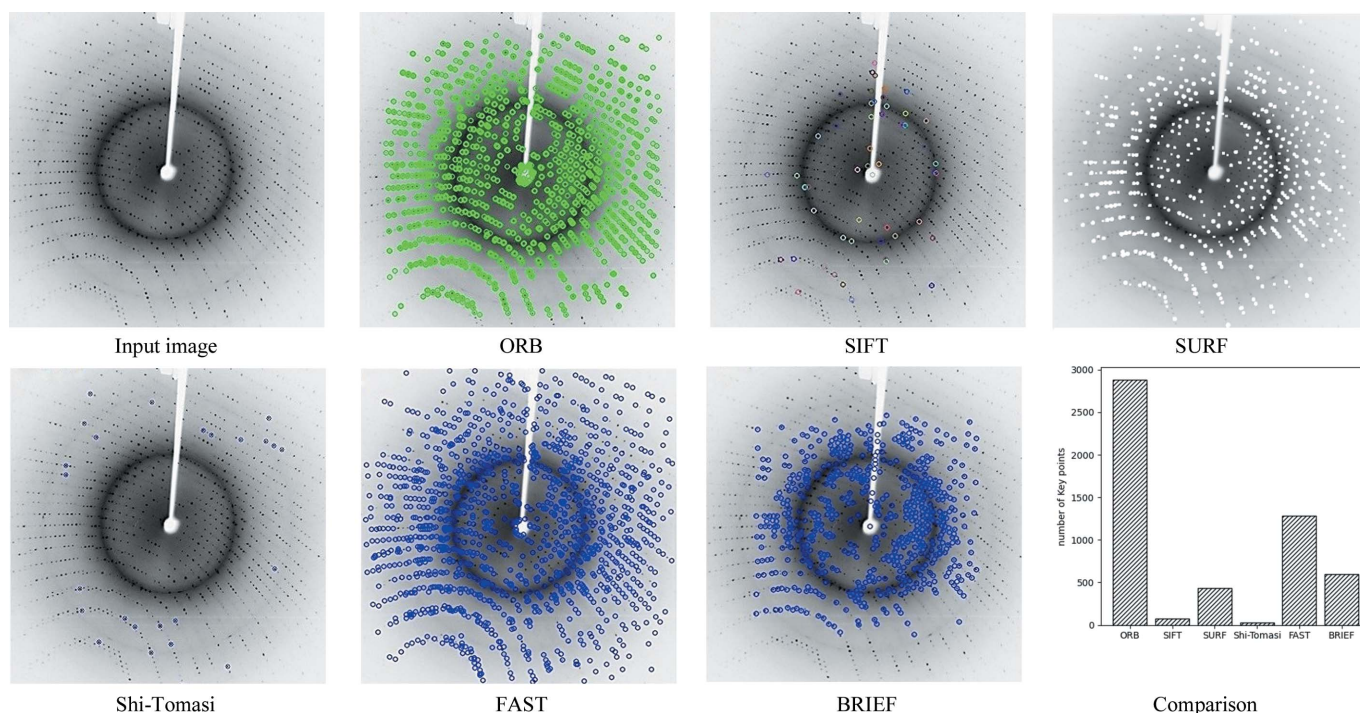 Input image
ORB
SIFT
SURF
Shi-Tomasi
FAST
BRIEF
3000
2500
2000
1500
1000
500
0
number of Key points
ORB SIFT SURF Shi-Tomasi FAST BRIEF
Comparison